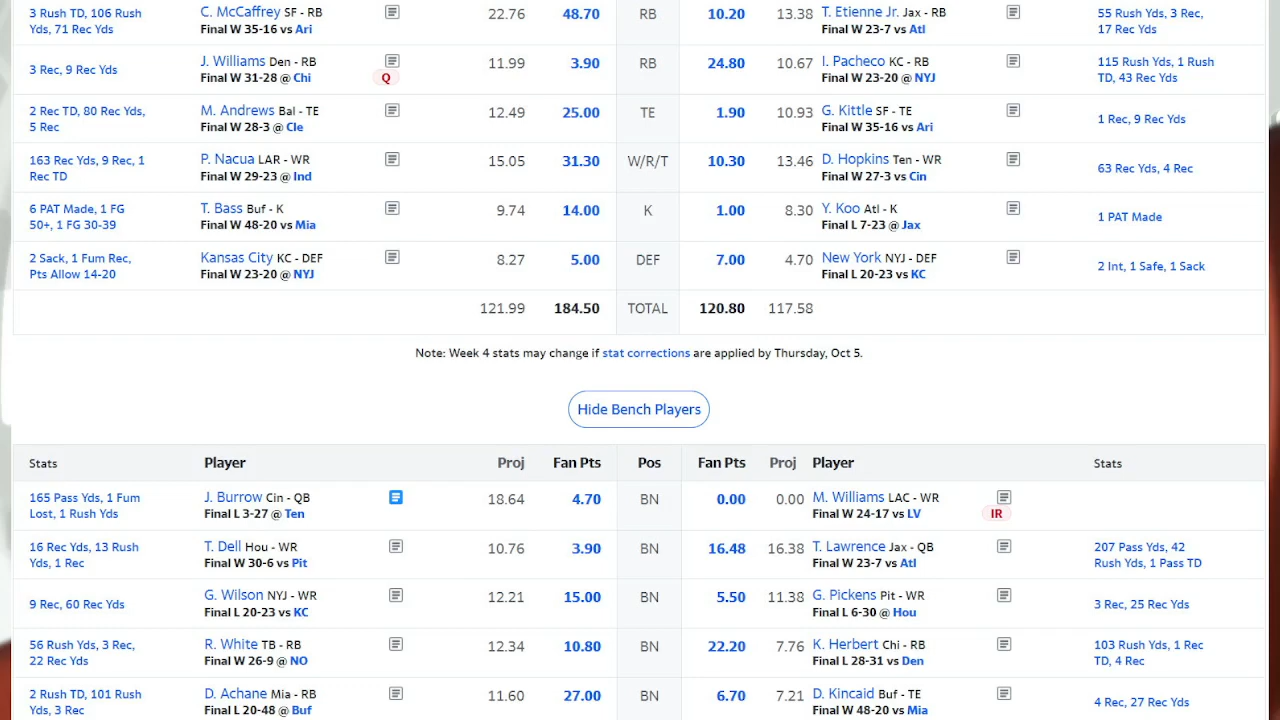 3 Rush TD, 106 Rush Yds, 71 Rec Yds C. McCaffrey SF - RB Final W 35-16 vs Ari 22.76 48.70 RB 10.20 13.38 T. Etienne Jr. Jax - RB Final W 23-7 vs Atl 55 Rush Yds, 3 Rec, 17 Rec Yds
3 Rec, 9 Rec Yds J. Williams Den - RB Final W 31-28 @ Chi Q 11.99 3.90 RB 24.80 10.67 I. Pacheco KC - RB Final W 23-20 @ NYJ 115 Rush Yds, 1 Rush TD, 43 Rec Yds
2 Rec TD, 80 Rec Yds, 5 Rec M. Andrews Bal - TE Final W 28-3 @ Cle 12.49 25.00 TE 1.90 10.93 G. Kittle SF - TE Final W 35-16 vs Ari 1 Rec, 9 Rec Yds
163 Rec Yds, 9 Rec, 1 Rec TD P. Nacua LAR - WR Final W 29-23 @ Ind 15.05 31.30 W/R/T 10.30 13.46 D. Hopkins Ten - WR Final W 27-3 vs Cin 63 Rec Yds, 4 Rec
6 PAT Made, 1 FG 50+, 1 FG 30-39 T. Bass Buf - K Final W 48-20 vs Mia 9.74 14.00 K 1.00 8.30 Y. Koo Atl - K Final L 7-23 @ Jax 1 PAT Made
2 Sack, 1 Fum Rec, Pts Allow 14-20 Kansas City KC - DEF Final W 23-20 @ NYJ 8.27 5.00 DEF 7.00 4.70 New York NYJ - DEF Final L 20-23 vs KC 2 Int, 1 Safe, 1 Sack
121.99 184.50 TOTAL 120.80 117.58
Note: Week 4 stats may change if stat corrections are applied by Thursday, Oct 5.
Hide Bench Players
Stats Player Proj Fan Pts Pos Fan Pts Proj Player Stats
165 Pass Yds, 1 Fum Lost, 1 Rush Yds J. Burrow Cin - QB Final L 3-27 @ Ten 18.64 4.70 BN 0.00 0.00 M. Williams LAC - WR Final W 24-17 vs LV IR
16 Rec Yds, 13 Rush Yds, 1 Rec T. Dell Hou - WR Final W 30-6 vs Pit 10.76 3.90 BN 16.48 16.38 T. Lawrence Jax - QB Final W 23-7 vs Atl 207 Pass Yds, 42 Rush Yds, 1 Pass TD
9 Rec, 60 Rec Yds G. Wilson NYJ - WR Final L 20-23 vs KC 12.21 15.00 BN 5.50 11.38 G. Pickens Pit - WR Final L 6-30 @ Hou 3 Rec, 25 Rec Yds
56 Rush Yds, 3 Rec, 22 Rec Yds R. White TB - RB Final W 26-9 @ NO 12.34 10.80 BN 22.20 7.76 K. Herbert Chi - RB Final L 28-31 vs Den 103 Rush Yds, 1 Rec TD, 4 Rec
2 Rush TD, 101 Rush Yds, 3 Rec D. Achane Mia - RB Final L 20-48 @ Buf 11.60 27.00 BN 6.70 7.21 D. Kincaid Buf - TE Final W 48-20 vs Mia 4 Rec, 27 Rec Yds